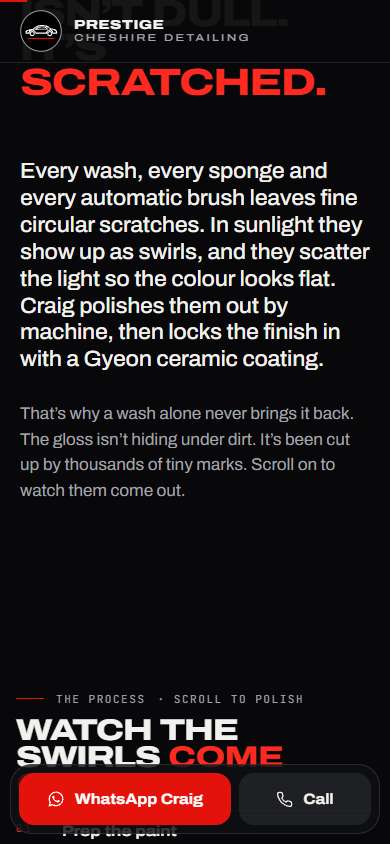 ISN'T DULL.
IT'S
PRESTIGE
CHESHIRE DETAILING
SCRATCHED.
Every wash, every sponge and
every automatic brush leaves fine
circular scratches. In sunlight they
show up as swirls, and they scatter
the light so the colour looks flat.
Craig polishes them out by
machine, then locks the finish in
with a Gyeon ceramic coating.
That’s why a wash alone never brings it back.
The gloss isn’t hiding under dirt. It’s been cut
up by thousands of tiny marks. Scroll on to
watch them come out.
THE PROCESS · SCROLL TO POLISH
WATCH THE
SWIRLS COME
WhatsApp Craig
Call
Prep the paint